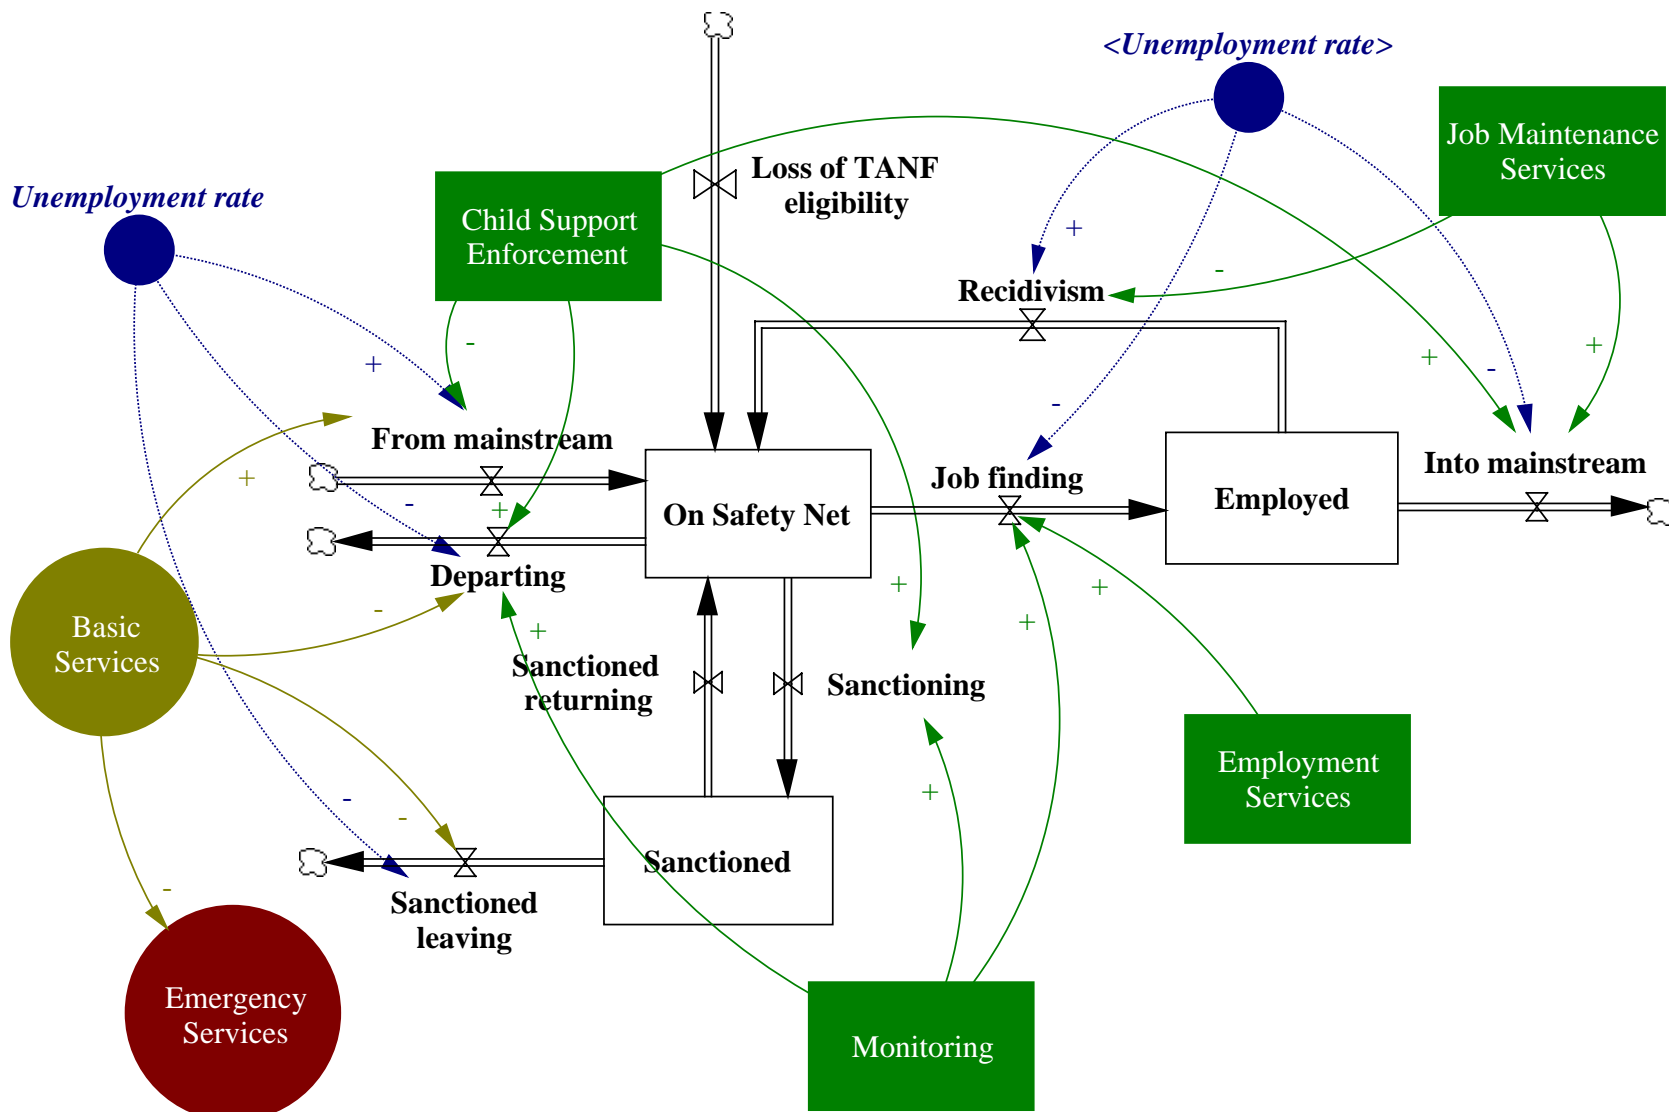 <Unemployment rate>
Job Maintenance
Services
Loss of TANF
eligibility
Unemployment rate
Child Support
Enforcement
+
-
Recidivism
-
+
+
+
-
-
From mainstream
+
-
+
-
Job finding
Into mainstream
On Safety Net
Employed
Departing
-
+
+
+
+
Basic
Services
Sanctioned
returning
Sanctioning
Employment
Services
+
-
-
Sanctioned
Sanctioned
leaving
-
Emergency
Services
Monitoring